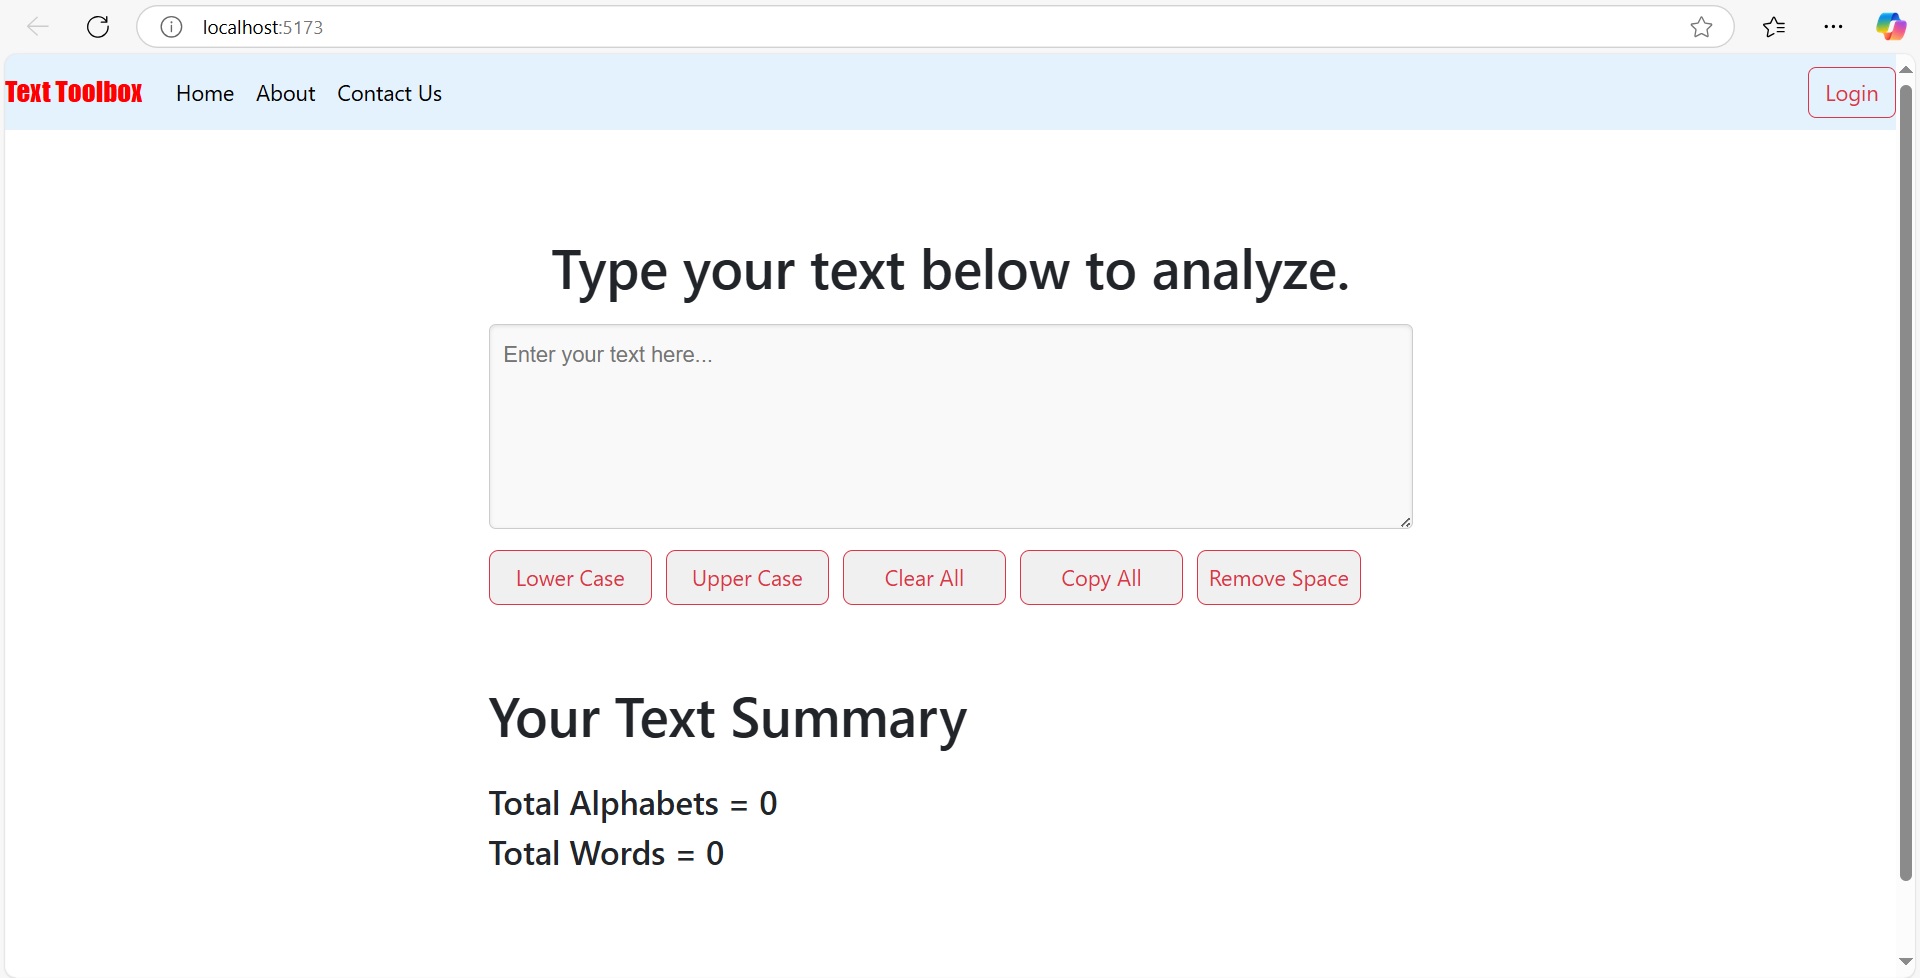 localhost:5173
Text Toolbox Home About Contact Us Login
Type your text below to analyze.
Enter your text here...
Lower Case Upper Case Clear All Copy All Remove Space
Your Text Summary
Total Alphabets = 0
Total Words = 0